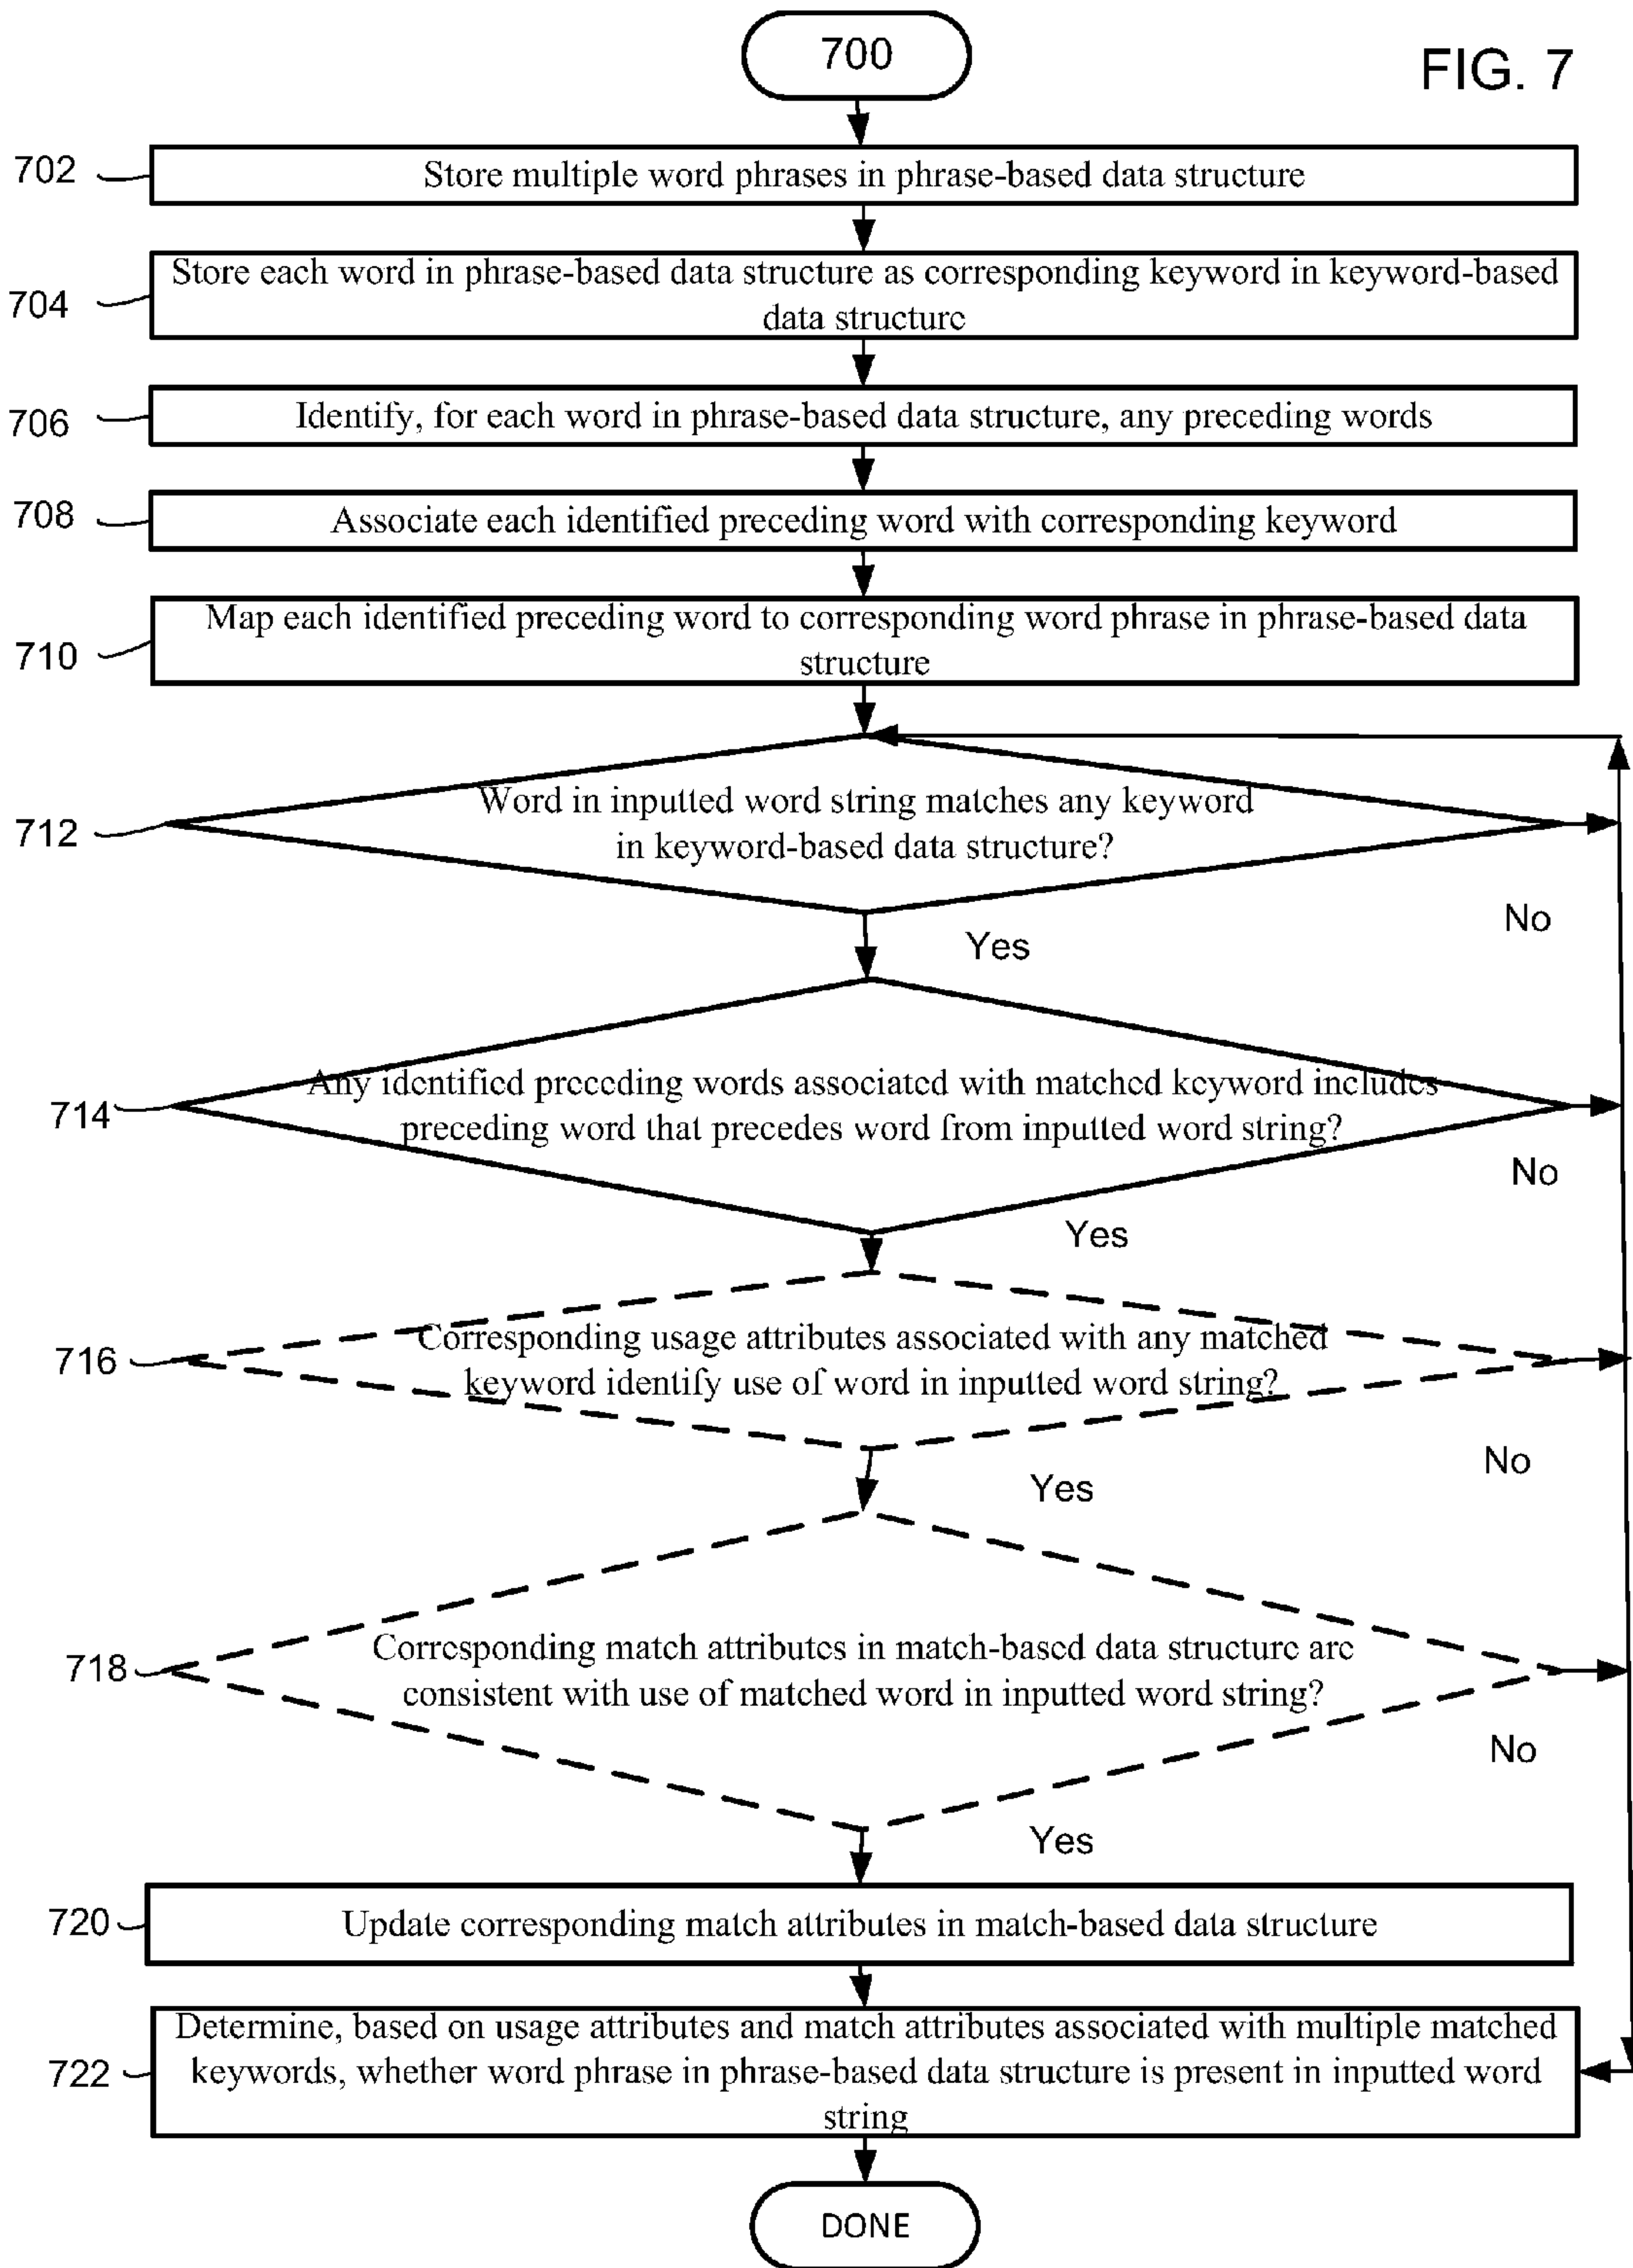 700
FIG. 7
702
Store multiple word phrases in phrase-based data structure
704
Store each word in phrase-based data structure as corresponding keyword in keyword-based
data structure
706
Identify, for each word in phrase-based data structure, any preceding words
708
Associate each identified preceding word with corresponding keyword
710
Map each identified preceding word to corresponding word phrase in phrase-based data
structure
712
Word in inputted word string matches any keyword
in keyword-based data structure?
No
Yes
714
Any identified preceding words associated with matched keyword includes
preceding word that precedes word from inputted word string?
No
Yes
716
Corresponding usage attributes associated with any matched
keyword identify use of word in inputted word string?
No
Yes
718
Corresponding match attributes in match-based data structure are
consistent with use of matched word in inputted word string?
No
Yes
720
Update corresponding match attributes in match-based data structure
722
Determine, based on usage attributes and match attributes associated with multiple matched
keywords, whether word phrase in phrase-based data structure is present in inputted word
string
DONE